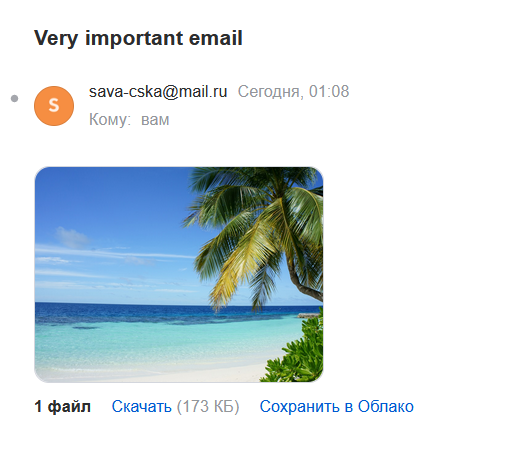 Very important email
sava-cska@mail.ru Сегодня, 01:08
S
Кому: вам
1 файл Скачать (173 КБ) Сохранить в Облако